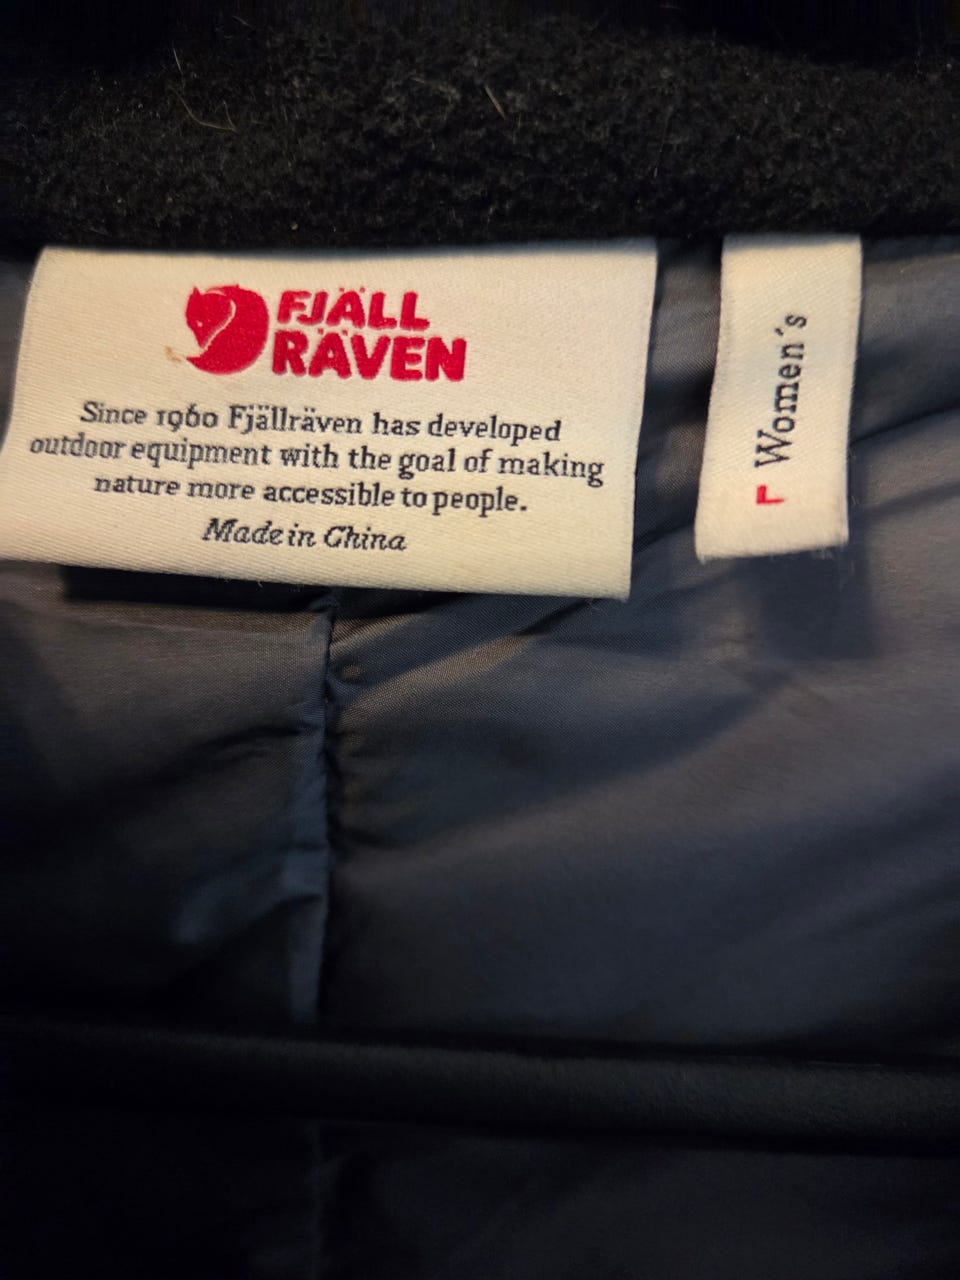 FJÄLL
RÄVEN
Since 1960 Fjällräven has developed
outdoor equipment with the goal of making
nature more accessible to people.
Made in China
L Women´s